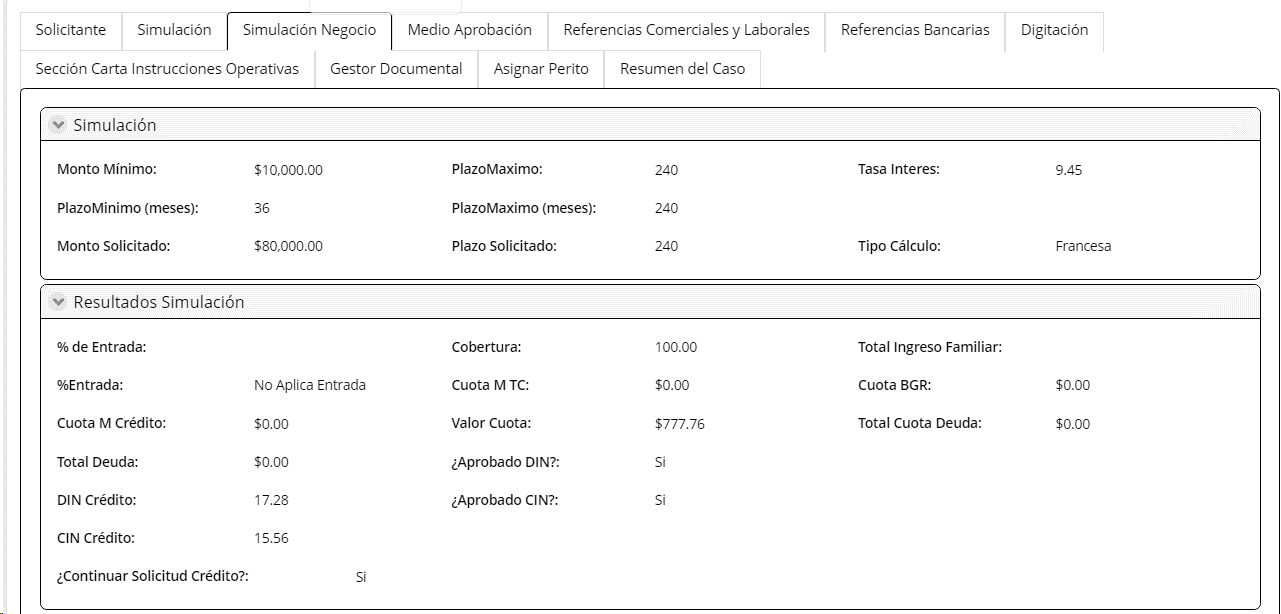 Solicitante Simulación Simulación Negocio Medio Aprobación Referencias Comerciales y Laborales Referencias Bancarias Digitación
Sección Carta Instrucciones Operativas Gestor Documental Asignar Perito Resumen del Caso
Simulación
Monto Mínimo: $10,000.00 PlazoMaximo: 240 Tasa Interes: 9.45
PlazoMinimo (meses): 36 PlazoMaximo (meses): 240
Monto Solicitado: $80,000.00 Plazo Solicitado: 240 Tipo Cálculo: Francesa
Resultados Simulación
% de Entrada: Cobertura: 100.00 Total Ingreso Familiar:
%Entrada: No Aplica Entrada Cuota M TC: $0.00 Cuota BGR: $0.00
Cuota M Crédito: $0.00 Valor Cuota: $777.76 Total Cuota Deuda: $0.00
Total Deuda: $0.00 ¿Aprobado DIN?: Si
DIN Crédito: 17.28 ¿Aprobado CIN?: Si
CIN Crédito: 15.56
¿Continuar Solicitud Crédito?: Si